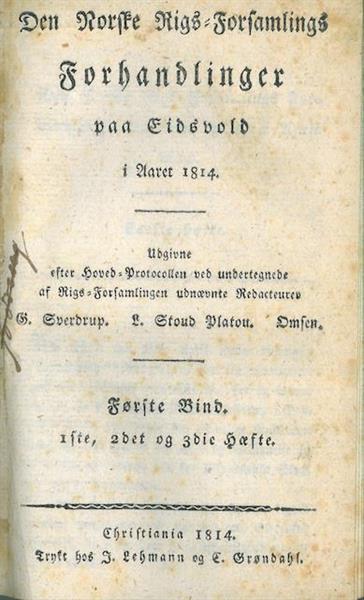 Den Norske Rigs-Forsamlings
Forhandlinger
paa Eidsvold
i Aaret 1814.
Udgivne
efter Hoved-Protocollen ved undertegnede
af Rigs-Forsamlingen udnævnte Redacteurer
G. Sverdrup. L. Stoud Platou. Omsen.
Første Bind.
1ste, 2det og 3die Hæfte.
Christiania 1814.
Trykt hos J. Lehmann og C. Grøndahl.